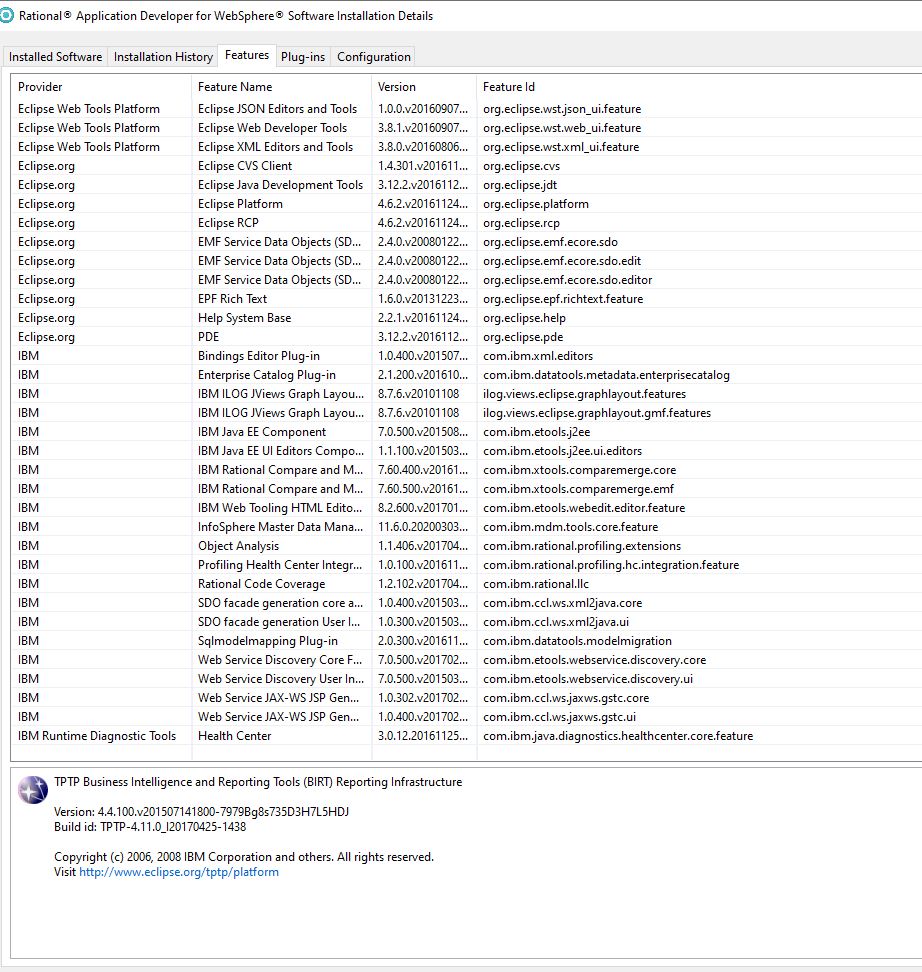 Rational® Application Developer for WebSphere® Software Installation Details
Installed Software Installation History Features Plug-ins Configuration
Provider Feature Name Version Feature Id
Eclipse Web Tools Platform Eclipse JSON Editors and Tools 1.0.0.v20160907... org.eclipse.wst.json_ui.feature
Eclipse Web Tools Platform Eclipse Web Developer Tools 3.8.1.v20160907... org.eclipse.wst.web_ui.feature
Eclipse Web Tools Platform Eclipse XML Editors and Tools 3.8.0.v20160806... org.eclipse.wst.xml_ui.feature
Eclipse.org Eclipse CVS Client 1.4.301.v201611... org.eclipse.cvs
Eclipse.org Eclipse Java Development Tools 3.12.2.v2016112... org.eclipse.jdt
Eclipse.org Eclipse Platform 4.6.2.v20161124... org.eclipse.platform
Eclipse.org Eclipse RCP 4.6.2.v20161124... org.eclipse.rcp
Eclipse.org EMF Service Data Objects (SD... 2.4.0.v20080122... org.eclipse.emf.ecore.sdo
Eclipse.org EMF Service Data Objects (SD... 2.4.0.v20080122... org.eclipse.emf.ecore.sdo.edit
Eclipse.org EMF Service Data Objects (SD... 2.4.0.v20080122... org.eclipse.emf.ecore.sdo.editor
Eclipse.org EPF Rich Text 1.6.0.v20131223... org.eclipse.epf.richtext.feature
Eclipse.org Help System Base 2.2.1.v20161124... org.eclipse.help
Eclipse.org PDE 3.12.2.v2016112... org.eclipse.pde
IBM Bindings Editor Plug-in 1.0.400.v201507... com.ibm.xml.editors
IBM Enterprise Catalog Plug-in 2.1.200.v201610... com.ibm.datatools.metadata.enterprisecatalog
IBM IBM ILOG JViews Graph Layou... 8.7.6.v20101108 ilog.views.eclipse.graphlayout.features
IBM IBM ILOG JViews Graph Layou... 8.7.6.v20101108 ilog.views.eclipse.graphlayout.gmf.features
IBM IBM Java EE Component 7.0.500.v201508... com.ibm.etools.j2ee
IBM IBM Java EE UI Editors Compo... 1.1.100.v201503... com.ibm.etools.j2ee.ui.editors
IBM IBM Rational Compare and M... 7.60.400.v20161... com.ibm.xtools.comparemerge.core
IBM IBM Rational Compare and M... 7.60.500.v20161... com.ibm.xtools.comparemerge.emf
IBM IBM Web Tooling HTML Edito... 8.2.600.v201701... com.ibm.etools.webedit.editor.feature
IBM InfoSphere Master Data Mana... 11.6.0.20200303... com.ibm.mdm.tools.core.feature
IBM Object Analysis 1.1.406.v201704... com.ibm.rational.profiling.extensions
IBM Profiling Health Center Integr... 1.0.100.v201611... com.ibm.rational.profiling.hc.integration.feature
IBM Rational Code Coverage 1.2.102.v201704... com.ibm.rational.llc
IBM SDO facade generation core a... 1.0.400.v201503... com.ibm.ccl.ws.xml2java.core
IBM SDO facade generation User I... 1.0.300.v201503... com.ibm.ccl.ws.xml2java.ui
IBM Sqlmodelmapping Plug-in 2.0.300.v201611... com.ibm.datatools.modelmigration
IBM Web Service Discovery Core F... 7.0.500.v201702... com.ibm.etools.webservice.discovery.core
IBM Web Service Discovery User In... 7.0.500.v201503... com.ibm.etools.webservice.discovery.ui
IBM Web Service JAX-WS JSP Gen... 1.0.302.v201702... com.ibm.ccl.ws.jaxws.gstc.core
IBM Web Service JAX-WS JSP Gen... 1.0.400.v201702... com.ibm.ccl.ws.jaxws.gstc.ui
IBM Runtime Diagnostic Tools Health Center 3.0.12.20161125... com.ibm.java.diagnostics.healthcenter.core.feature
TPTP Business Intelligence and Reporting Tools (BIRT) Reporting Infrastructure
Version: 4.4.100.v201507141800-7979Bg8s735D3H7L5HDJ
Build id: TPTP-4.11.0_I20170425-1438
Copyright (c) 2006, 2008 IBM Corporation and others. All rights reserved.
Visit http://www.eclipse.org/tptp/platform